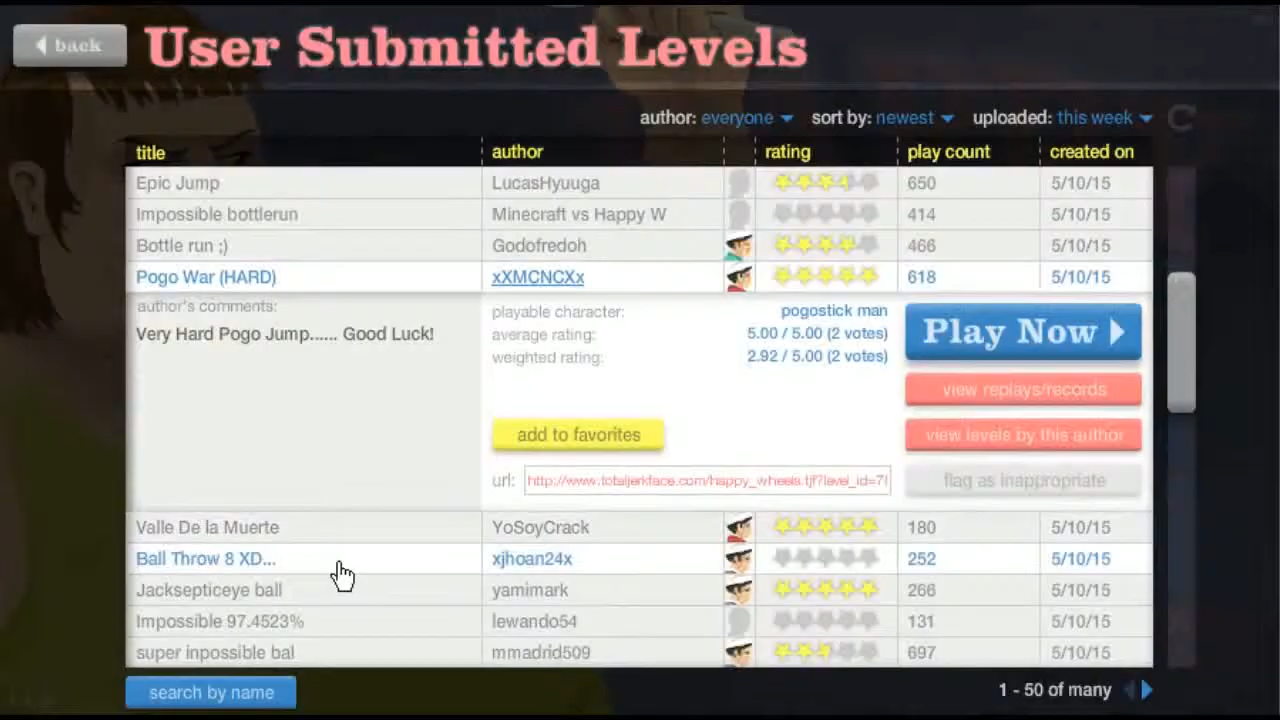 back
User Submitted Levels
author: everyone sort by: newest uploaded: this week
title author rating play count created on
Epic Jump LucasHyuuga 650 5/10/15
Impossible bottlerun Minecraft vs Happy W 414 5/10/15
Bottle run ;) Godofredoh 466 5/10/15
Pogo War (HARD) xXMCNCXx 618 5/10/15
author's comments:
Very Hard Pogo Jump...... Good Luck!
playable character: pogostick man
average rating: 5.00 / 5.00 (2 votes)
weighted rating: 2.92 / 5.00 (2 votes)
add to favorites
url: http://www.totaljerkface.com/happy_wheels.tjf?level_id=7
Play Now
view replays/records
view levels by this author
flag as inappropriate
Valle De la Muerte YoSoyCrack 180 5/10/15
Ball Throw 8 XD... xjhoan24x 252 5/10/15
Jacksepticeye ball yamimark 266 5/10/15
Impossible 97.4523% lewando54 131 5/10/15
super inpossible bal mmadrid509 697 5/10/15
search by name
1 - 50 of many